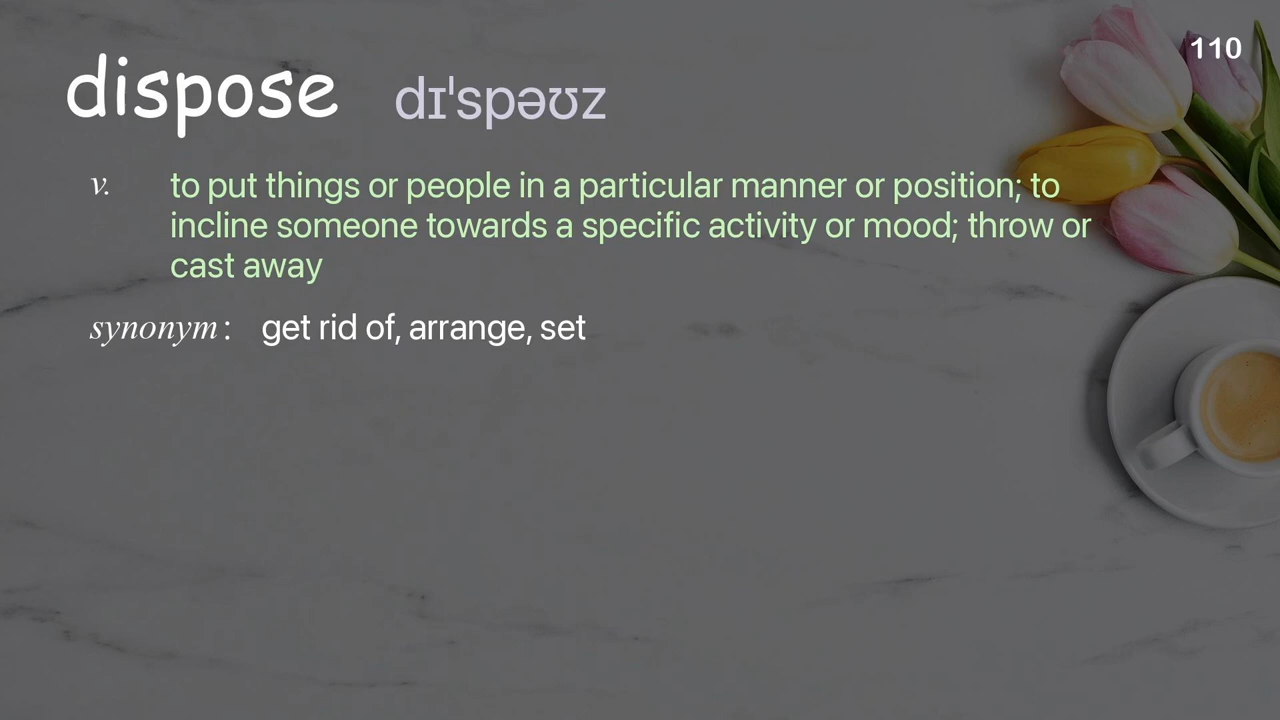 110
dispose dɪˈspəʊz
v. to put things or people in a particular manner or position; to
incline someone towards a specific activity or mood; throw or
cast away
synonym : get rid of, arrange, set